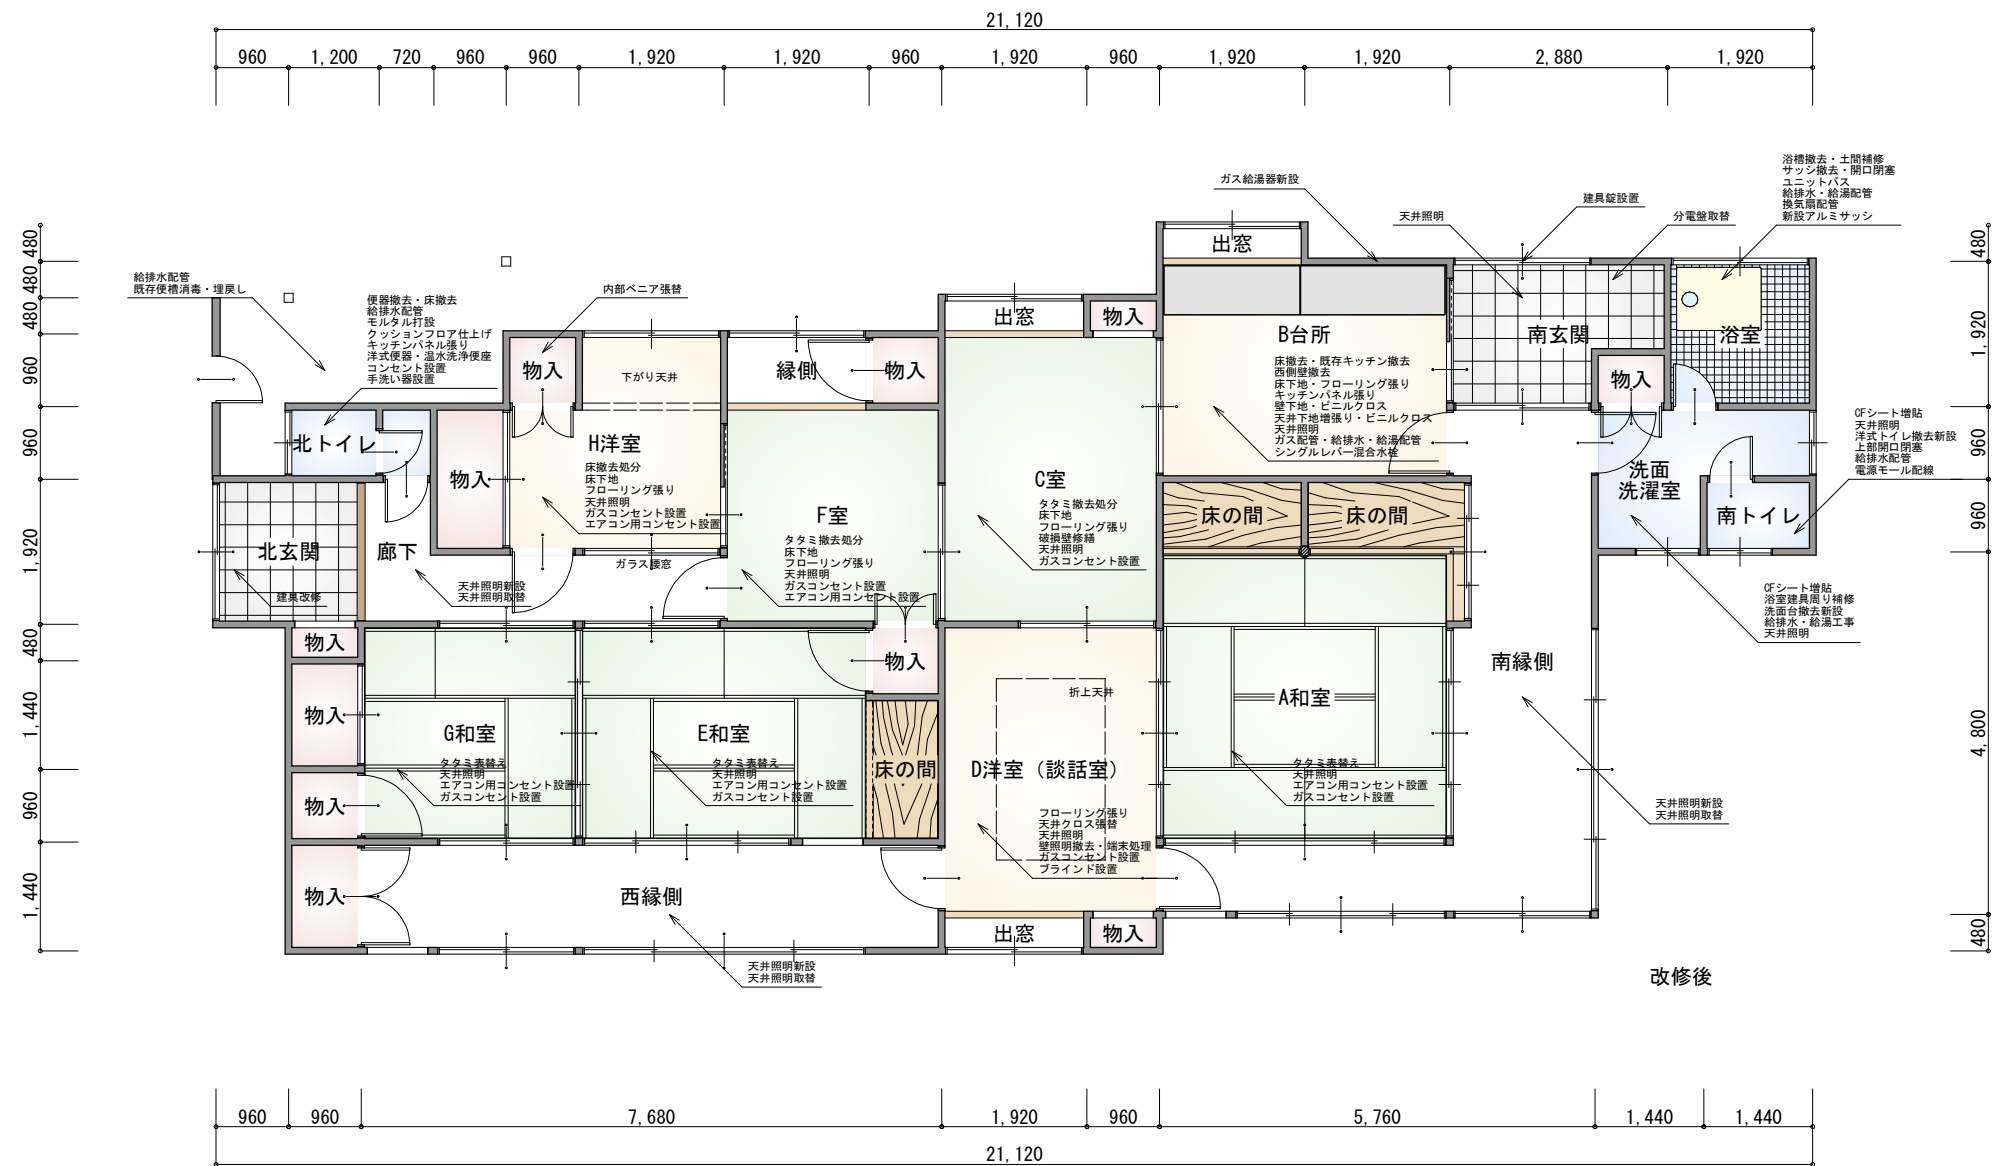 21,120
960 1,200 720 960 960 1,920 1,920 960 1,920 960 1,920 1,920 2,880 1,920
480
480
480
960
960
1,920
480
1,440
960
1,440
480
1,920
960
960
4,800
480
浴槽撤去・土間補修
サッシ撤去・開口閉塞
ユニットバス
給排水・給湯配管
換気扇配管
新設アルミサッシ
ガス給湯器新設
建具錠設置
天井照明
分電盤取替
給排水配管
既存便槽消毒・埋戻し
便器撤去・床撤去
給排水配管
モルタル打設
クッションフロア仕上げ
キッチンパネル張り
洋式便器・温水洗浄便座
コンセント設置
手洗い器設置
内部ベニア張替
出窓
出窓
物入
物入
下がり天井
縁側
物入
B台所
床撤去・既存キッチン撤去
西側壁撤去
床下地・フローリング張り
キッチンパネル張り
壁下地・ビニルクロス
天井下地増張り・ビニルクロス
天井照明
ガス配管・給排水・給湯配管
シングルレバー混合水栓
南玄関
浴室
物入
CFシート増貼
天井照明
洋式トイレ撤去新設
上部開口閉塞
給排水配管
電源モール配線
北トイレ
物入
H洋室
床撤去処分
床下地
フローリング張り
天井照明
ガスコンセント設置
エアコン用コンセント設置
F室
タタミ撤去処分
床下地
フローリング張り
天井照明
ガスコンセント設置
エアコン用コンセント設置
C室
タタミ撤去処分
床下地
フローリング張り
破損壁修繕
天井照明
ガスコンセント設置
床の間
床の間
洗面
洗濯室
南トイレ
北玄関
建具改修
廊下
天井照明新設
天井照明取替
ガラス腰窓
CFシート増貼
浴室建具周り補修
洗面台撤去新設
給排水・給湯工事
天井照明
物入
物入
物入
物入
G和室
タタミ表替え
天井照明
エアコン用コンセント設置
ガスコンセント設置
E和室
タタミ表替え
天井照明
エアコン用コンセント設置
ガスコンセント設置
物入
床の間
折上天井
D洋室（談話室）
フローリング張り
天井クロス張替
天井照明
壁照明撤去・端末処理
ガスコンセント設置
ブラインド設置
A和室
タタミ表替え
天井照明
エアコン用コンセント設置
ガスコンセント設置
南縁側
天井照明新設
天井照明取替
西縁側
天井照明新設
天井照明取替
出窓
物入
改修後
960 960 7,680 1,920 960 5,760 1,440 1,440
21,120